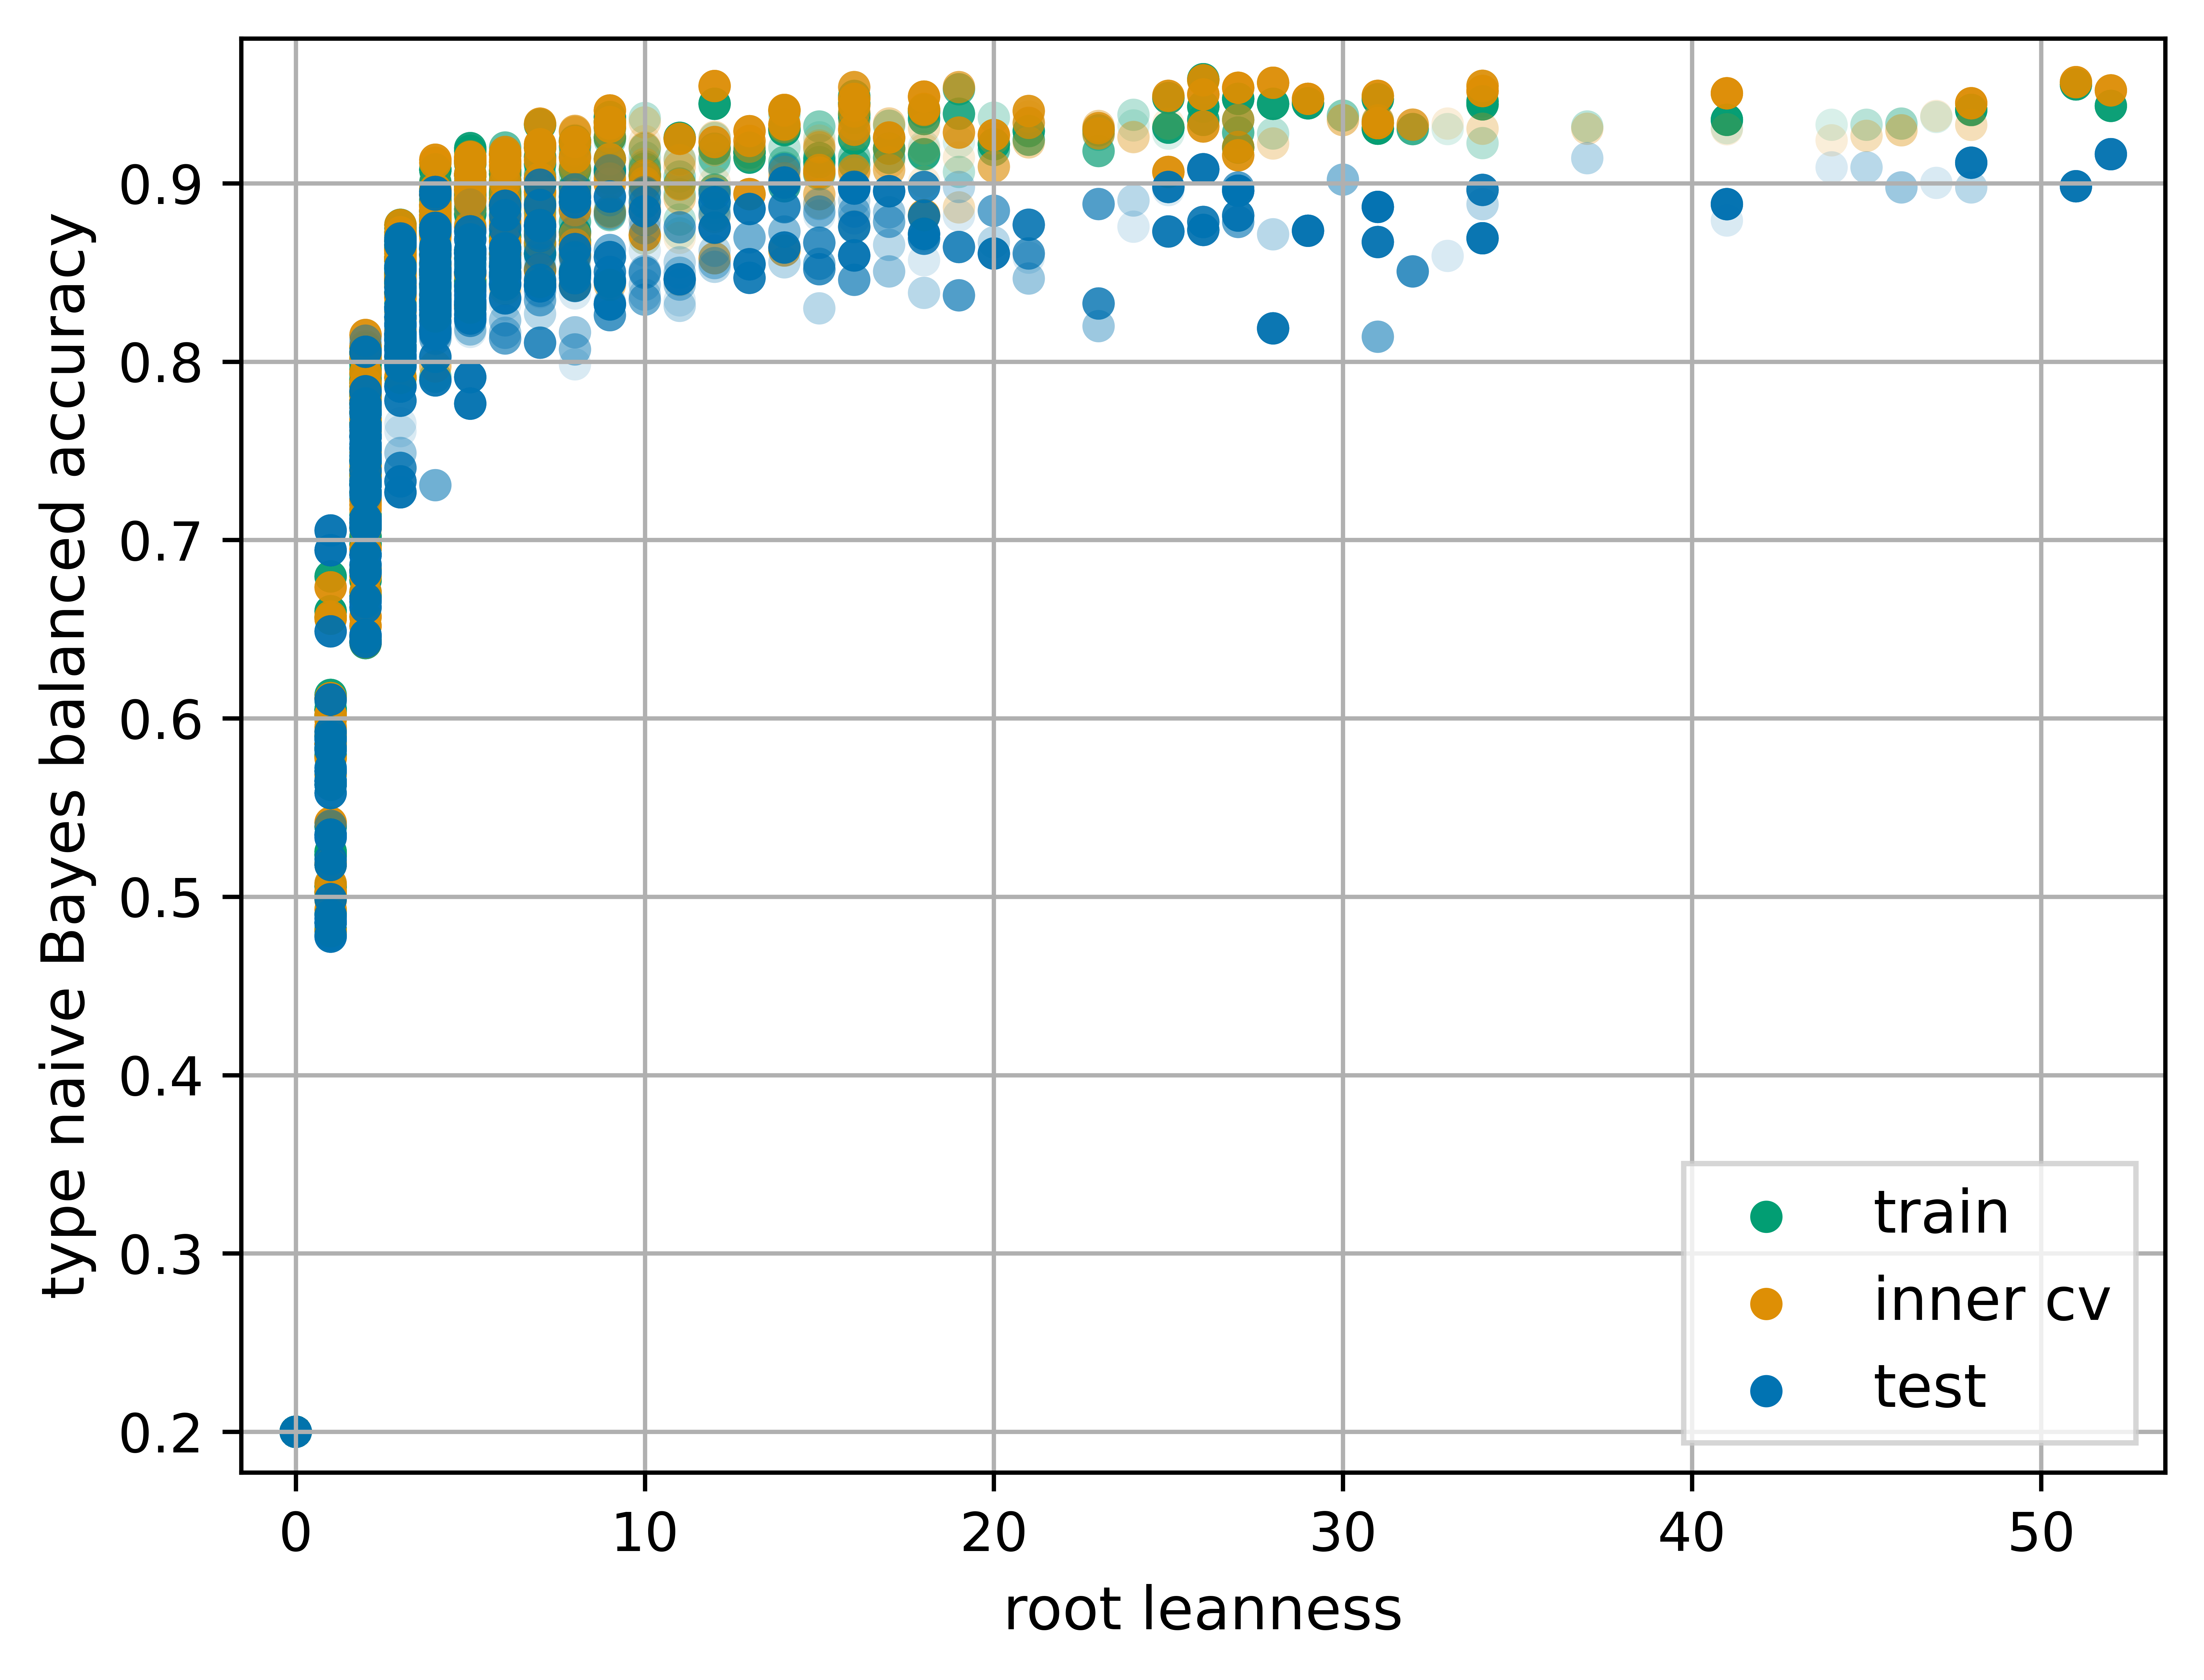 type naive Bayes balanced accuracy
0.9
0.8
0.7
0.6
0.5
0.4
0.3
0.2
0 10 20 30 40 50
root leanness
train
inner cv
test